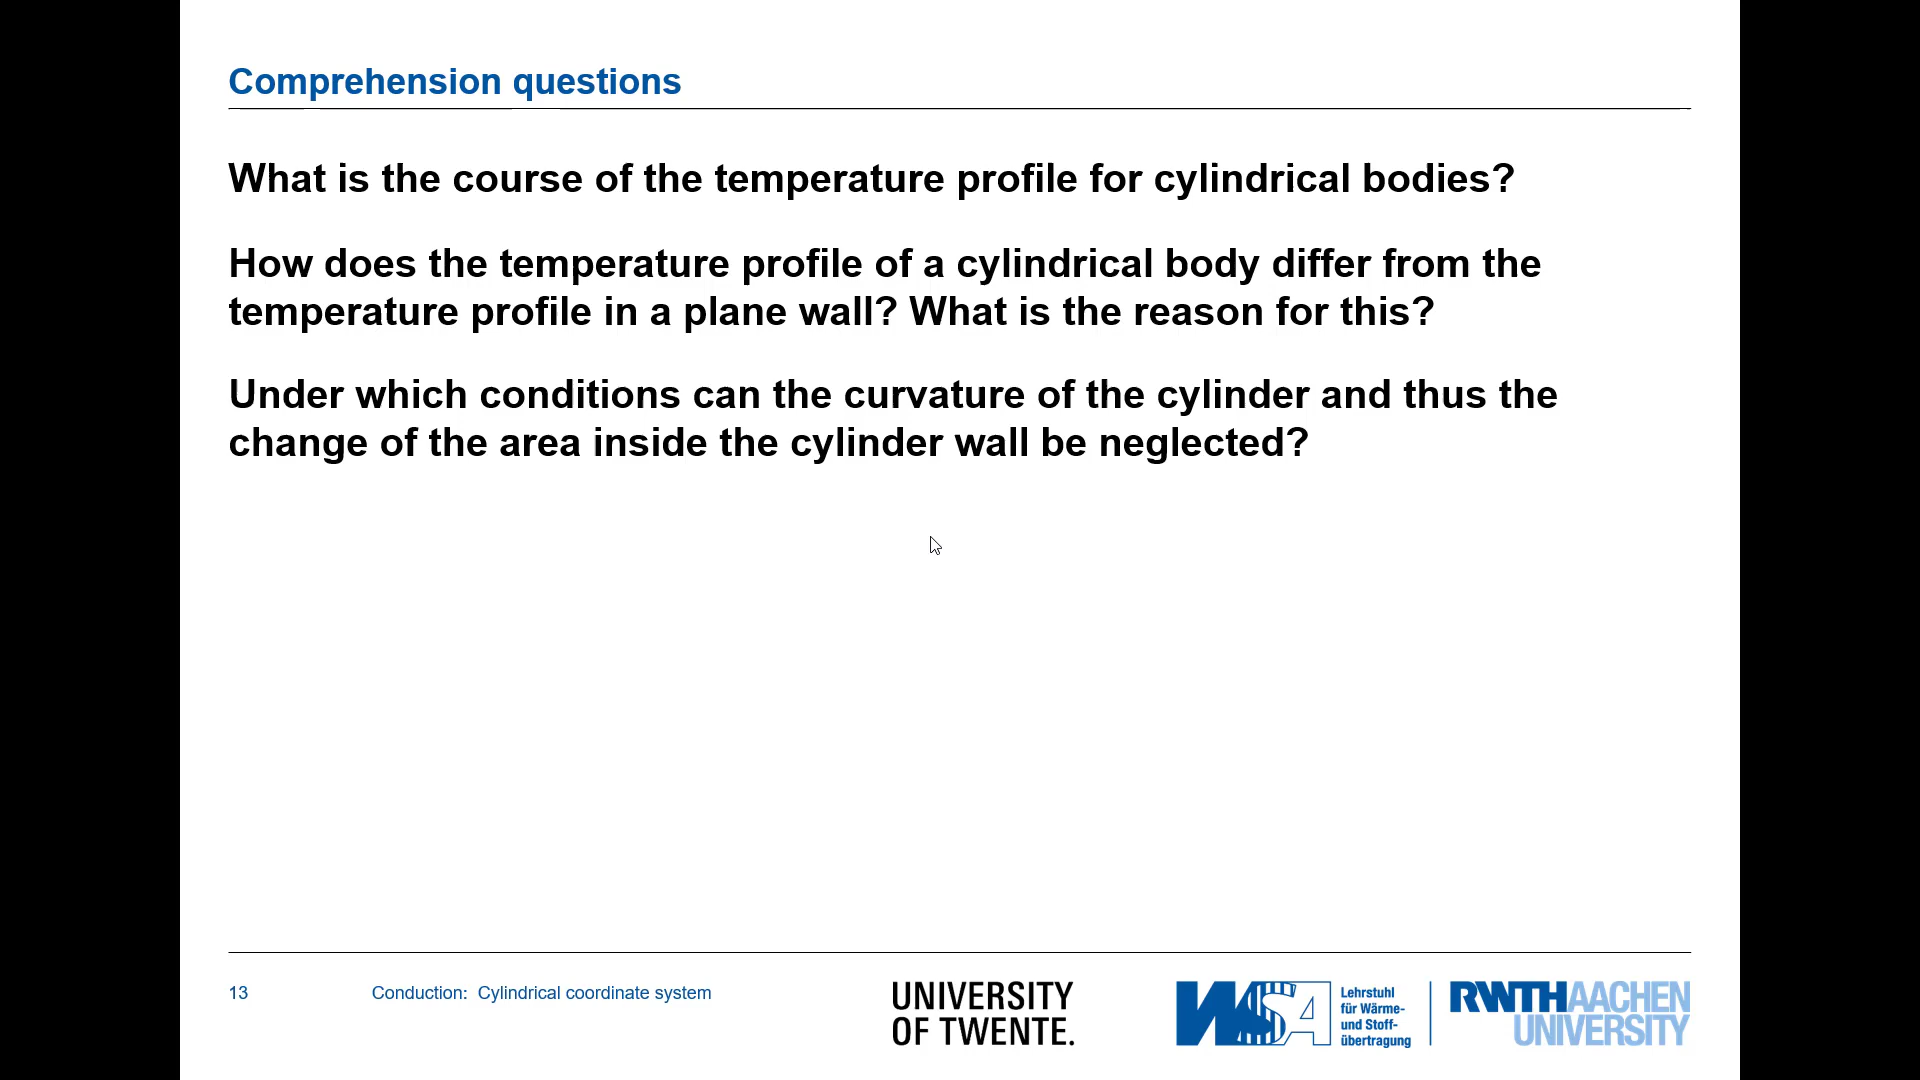 Comprehension questions
What is the course of the temperature profile for cylindrical bodies?
How does the temperature profile of a cylindrical body differ from the
temperature profile in a plane wall? What is the reason for this?
Under which conditions can the curvature of the cylinder and thus the
change of the area inside the cylinder wall be neglected?
13
Conduction: Cylindrical coordinate system
UNIVERSITY
OF TWENTE.
WSA
Lehrstuhl
für Wärme-
und Stoff-
übertragung
RWTHAACHEN
UNIVERSITY